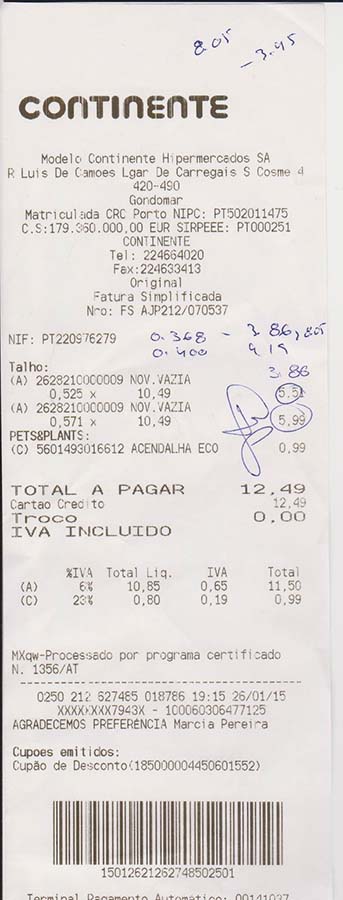 8.05
-3.45
CONTINENTE
Modelo Continente Hipermercados SA
R Luis De Camoes Lgar De Carregais S Cosme 4
420-490
Gondomar
Matriculada CRC Porto NIPC: PT502011475
C.S:179.360.000,00 EUR SIRPEEE: PT000251
CONTINENTE
Tel: 224664020
Fax:224633413
Original
Fatura Simplificada
Nro: FS AJP212/070537
NIF: PT220976279
0.368 - 3.86
8.05
0.400 4.19
3.86
Talho:
(A) 2628210000009 NOV.VAZIA
0,525 x 10,49 5,51
(A) 2628210000009 NOV.VAZIA
0,571 x 10,49 5,99
PETS&PLANTS:
(C) 5601493016612 ACENDALHA ECO 0,99
TOTAL A PAGAR 12,49
Cartao Credito 12,49
Troco 0,00
IVA INCLUIDO
%IVA Total Liq. IVA Total
(A) 6% 10,85 0,65 11,50
(C) 23% 0,80 0,19 0,99
MXqw-Processado por programa certificado
N. 1356/AT
0250 212 627485 018786 19:15 26/01/15
XXXXXXXX7943X - 100060306477125
AGRADECEMOS PREFERENCIA Marcia Pereira
Cupoes emitidos:
Cupão de Desconto(185000004450601552)
15012621262748502501
Terminal Pagamento Automatico: 00141037